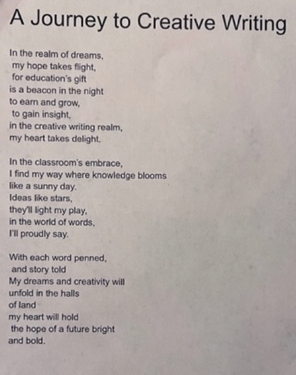 A Journey to Creative Writing
In the realm of dreams,
my hope takes flight,
for education's gift
is a beacon in the night
to earn and grow,
to gain insight,
in the creative writing realm,
my heart takes delight.
In the classroom's embrace,
I find my way where knowledge blooms
like a sunny day.
Ideas like stars,
they'll light my play,
in the world of words,
I'll proudly say.
With each word penned,
and story told
My dreams and creativity will
unfold in the halls
of land
my heart will hold
the hope of a future bright
and bold.